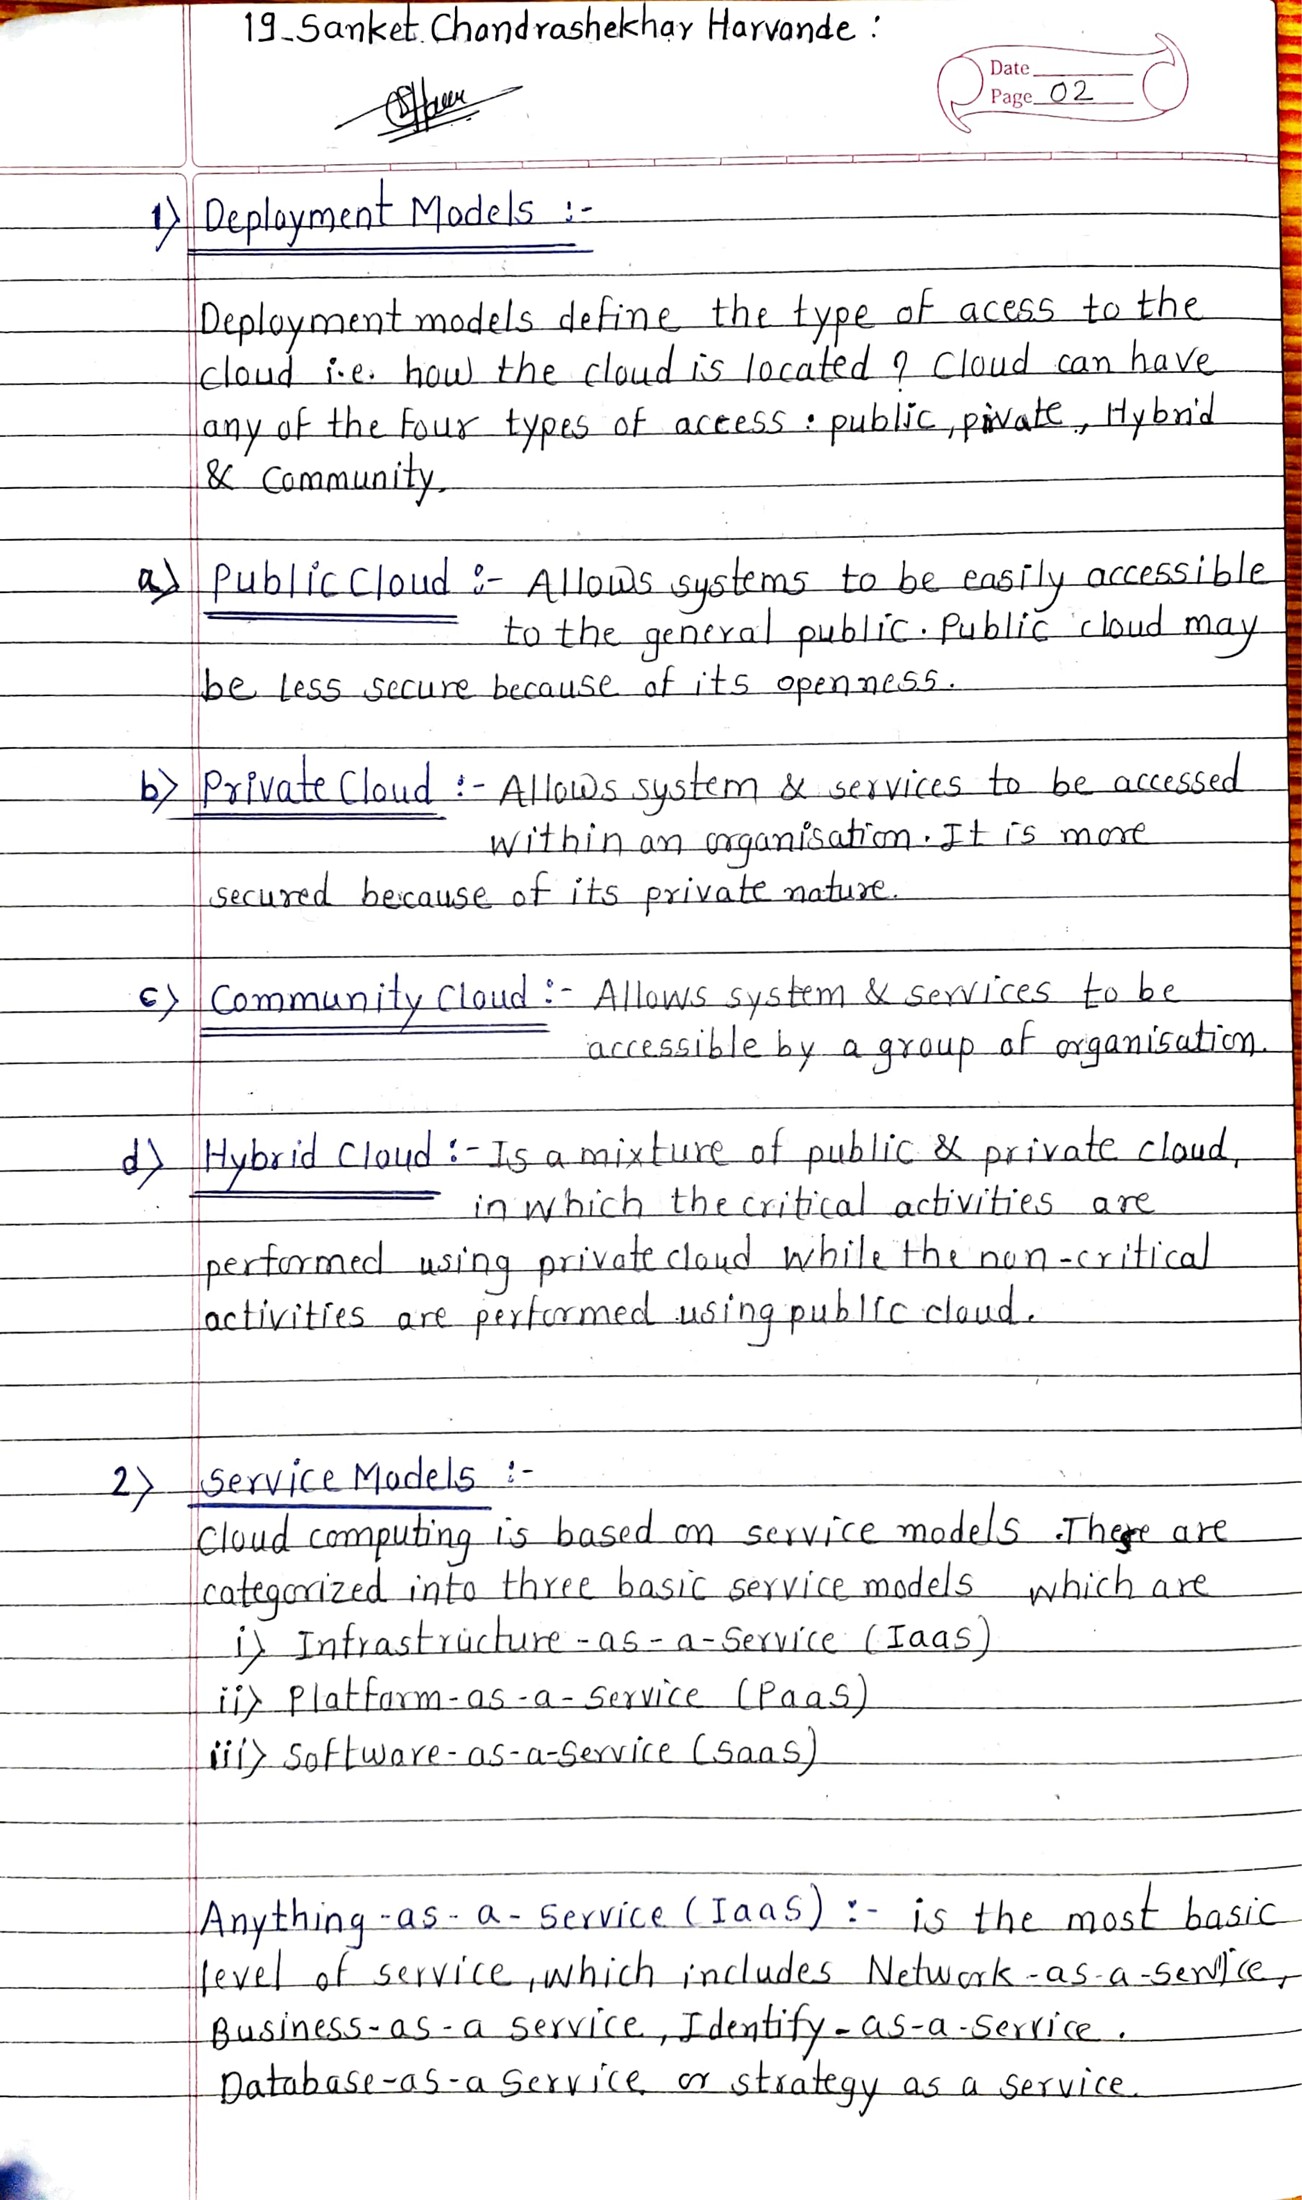 19_Sanket. Chandrashekhar Harvande :
Date
Page 02
1) Deployment Models :-
Deployment models define the type of acess to the
cloud i.e. how the cloud is located ? Cloud can have
any of the four types of access : public, private, Hybrid
& Community.
a) Public Cloud :- Allows systems to be easily accessible
to the general public. Public cloud may
be less secure because of its openness.
b) Private Cloud :- Allows system & services to be accessed
within an organisation. It is more
secured because of its private nature.
c) Community Cloud :- Allows system & services to be
accessible by a group of organisation.
d) Hybrid Cloud :- Is a mixture of public & private cloud,
in which the critical activities are
performed using private cloud while the non-critical
activities are performed using public cloud.
2) Service Models :-
Cloud computing is based on service models. These are
categorized into three basic service models which are
i) Infrastructure-as-a-Service (Iaas)
ii) Platform-as-a-Service (PaaS)
iii) Software-as-a-Service (Saas)
Anything-as-a-Service (IaaS) :- is the most basic
level of service, which includes Network-as-a-Service,
Business-as-a service, Identify-as-a-Service.
Database-as-a Service or strategy as a service.